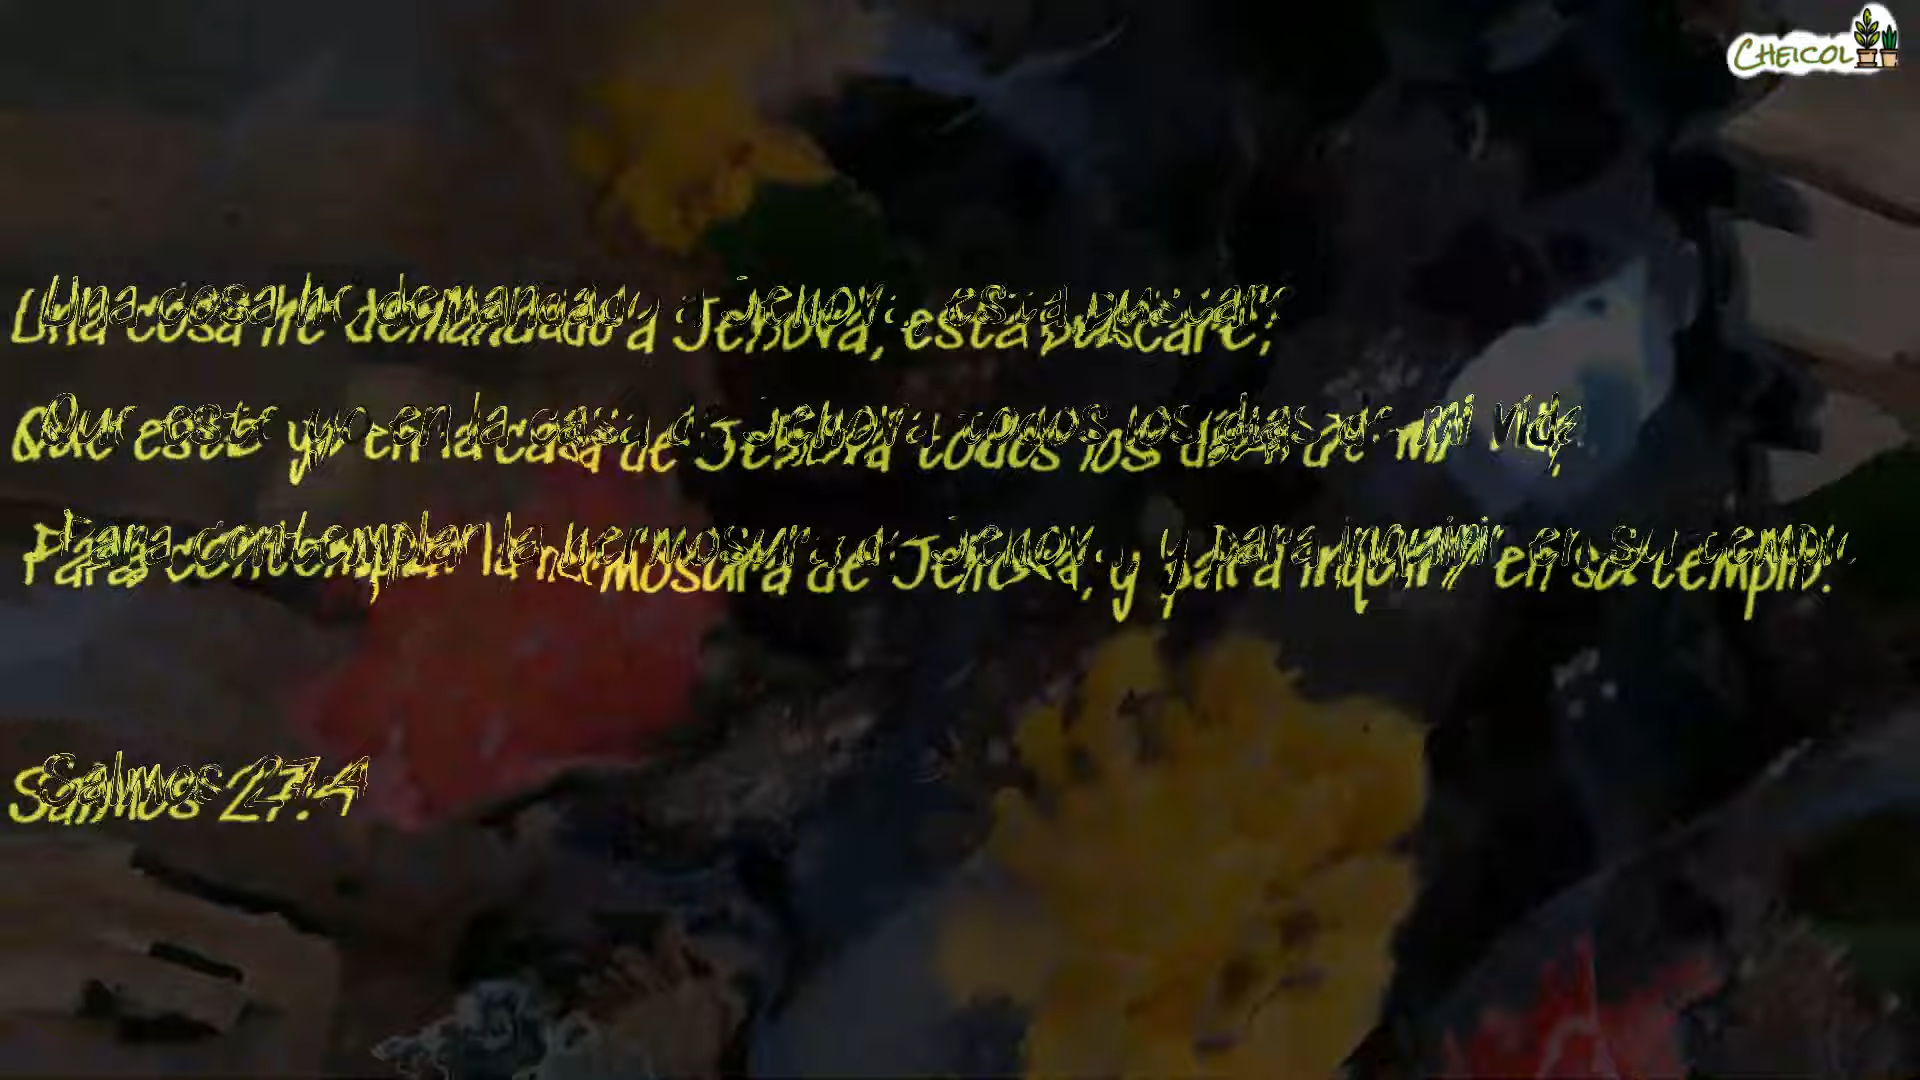 CHEICOL
Una cosa he demandado a Jehová, esta buscaré;
Que esté yo en la casa de Jehová todos los días de mi vida,
Para contemplar la hermosura de Jehová, y para inquirir en su templo.
Salmos 27:4